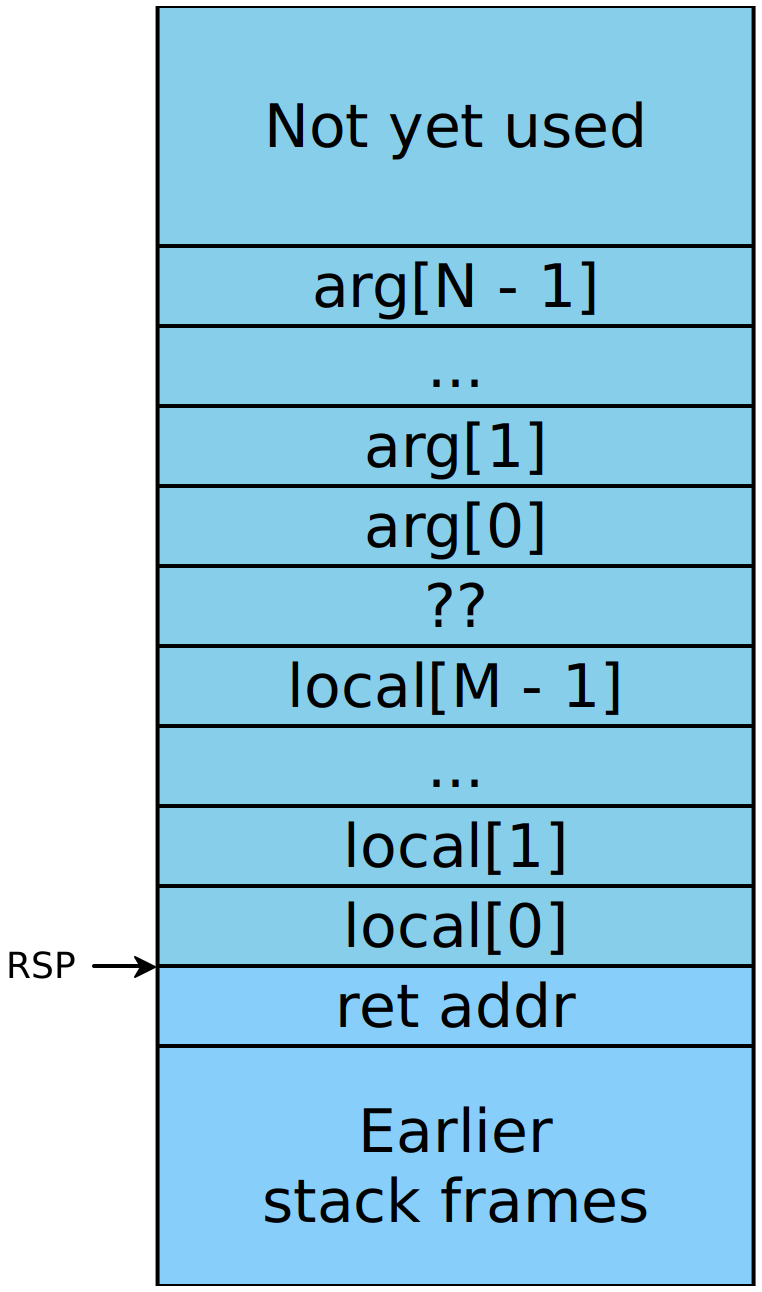 Not yet used
arg[N - 1]
...
arg[1]
arg[0]
??
local[M - 1]
...
local[1]
local[0]
RSP
ret addr
Earlier
stack frames